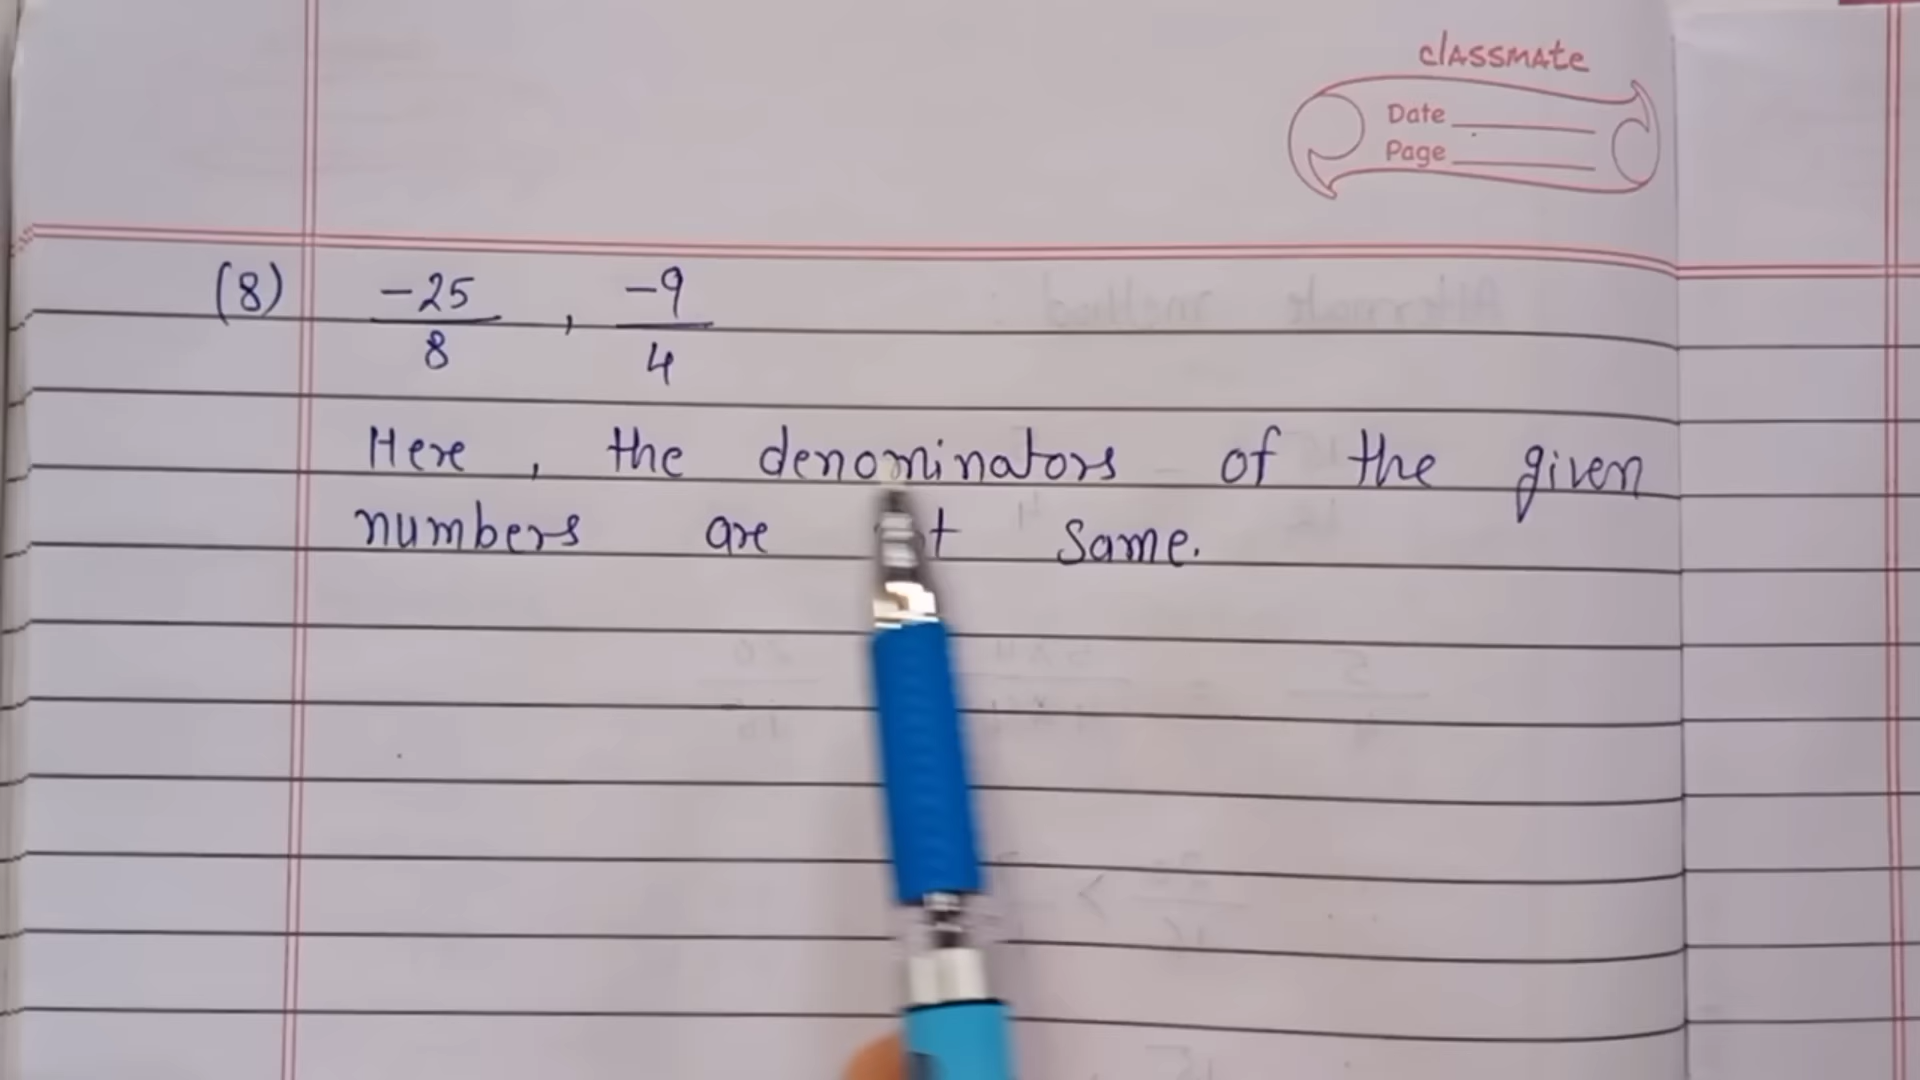 classmate
Date
Page
(8) -25/8 , -9/4
Here , the denominators of the given
numbers are same.